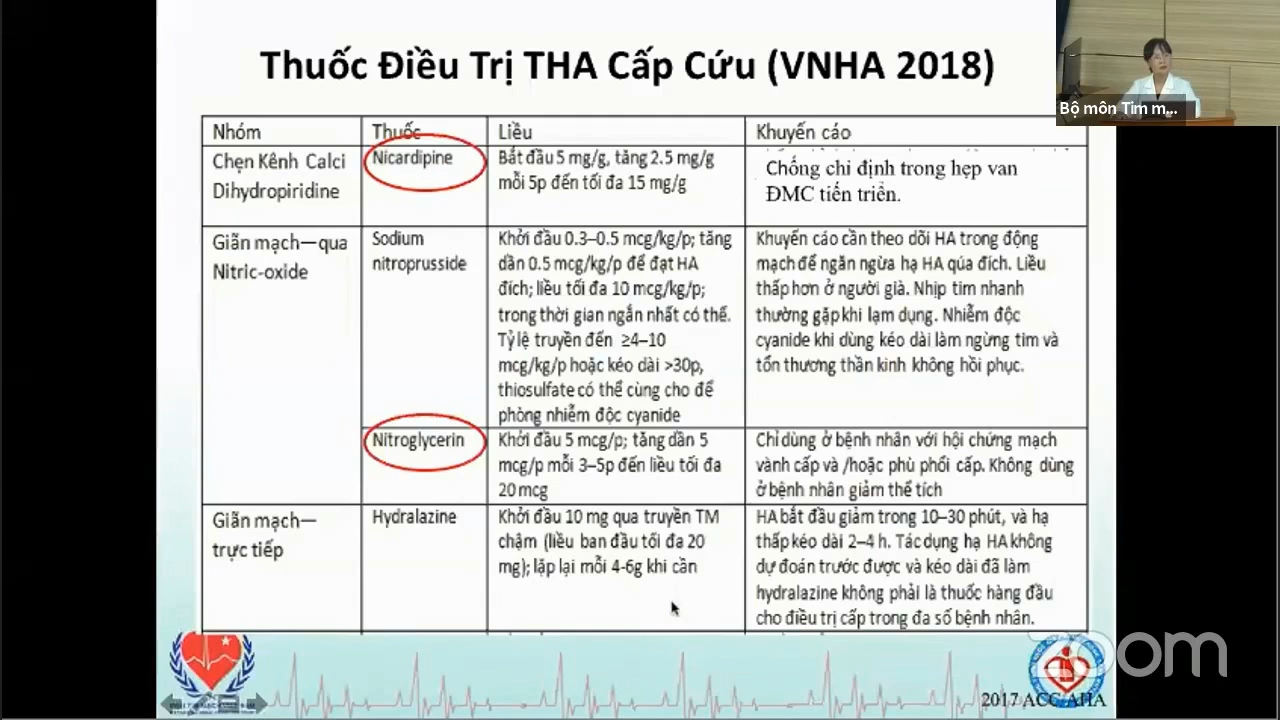 Thuốc Điều Trị THA Cấp Cứu (VNHA 2018)
Bộ môn Tim m...
Nhóm
Thuốc
Liều
Khuyến cáo
Chẹn Kênh Calci
Dihydropiridine
Nicardipine
Bắt đầu 5 mg/g, tăng 2.5 mg/g
mỗi 5p đến tối đa 15 mg/g
Chống chỉ định trong hẹp van
ĐMC tiến triển.
Giãn mạch—qua
Nitric-oxide
Sodium
nitroprusside
Khởi đầu 0.3–0.5 mcg/kg/p; tăng
dần 0.5 mcg/kg/p để đạt HA
đích; liều tối đa 10 mcg/kg/p;
trong thời gian ngắn nhất có thể.
Tỷ lệ truyền đến ≥4–10
mcg/kg/p hoặc kéo dài >30p,
thiosulfate có thể cùng cho để
phòng nhiễm độc cyanide
Khuyến cáo cần theo dõi HA trong động
mạch để ngăn ngừa hạ HA qúa đích. Liều
thấp hơn ở người già. Nhịp tim nhanh
thường gặp khi lạm dụng. Nhiễm độc
cyanide khi dùng kéo dài làm ngừng tim và
tổn thương thần kinh không hồi phục.
Nitroglycerin
Khởi đầu 5 mcg/p; tăng dần 5
mcg/p mỗi 3–5p đến liều tối đa
20 mcg
Chỉ dùng ở bệnh nhân với hội chứng mạch
vành cấp và /hoặc phù phổi cấp. Không dùng
ở bệnh nhân giảm thể tích
Giãn mạch—
trực tiếp
Hydralazine
Khởi đầu 10 mg qua truyền TM
chậm (liều ban đầu tối đa 20
mg); lặp lại mỗi 4-6g khi cần
HA bắt đầu giảm trong 10–30 phút, và hạ
thấp kéo dài 2–4 h. Tác dụng hạ HA không
dự đoán trước được và kéo dài đã làm
hydralazine không phải là thuốc hàng đầu
cho điều trị cấp trong đa số bệnh nhân.
zoom
2017 ACC AHA